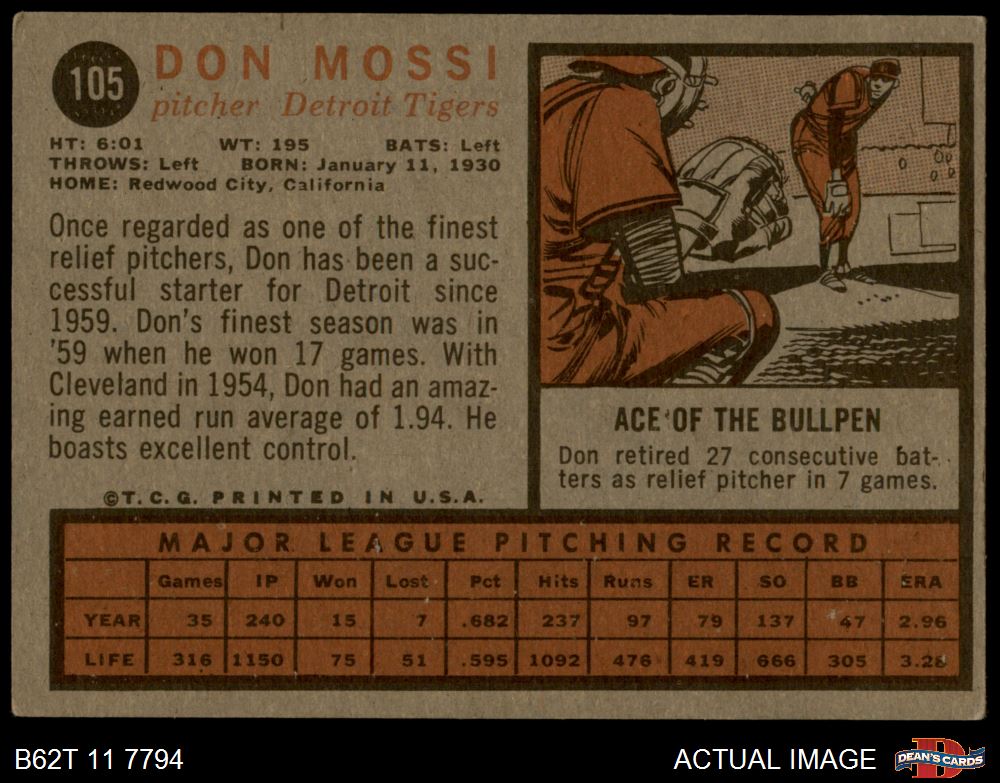 105
DON MOSSI
pitcher Detroit Tigers
HT: 6:01 WT: 195 BATS: Left
THROWS: Left BORN: January 11, 1930
HOME: Redwood City, California
Once regarded as one of the finest
relief pitchers, Don has been a suc-
cessful starter for Detroit since
1959. Don's finest season was in
'59 when he won 17 games. With
Cleveland in 1954, Don had an amaz-
ing earned run average of 1.94. He
boasts excellent control.
©T.C.G. PRINTED IN U.S.A.
ACE OF THE BULLPEN
Don retired 27 consecutive bat-
ters as relief pitcher in 7 games.
MAJOR LEAGUE PITCHING RECORD
Games IP Won Lost Pct Hits Runs ER SO BB ERA
YEAR 35 240 15 7 .682 237 97 79 137 47 2.96
LIFE 316 1150 75 51 .595 1092 476 419 666 305 3.28
B62T 11 7794 ACTUAL IMAGE
D
DEAN'S CARDS